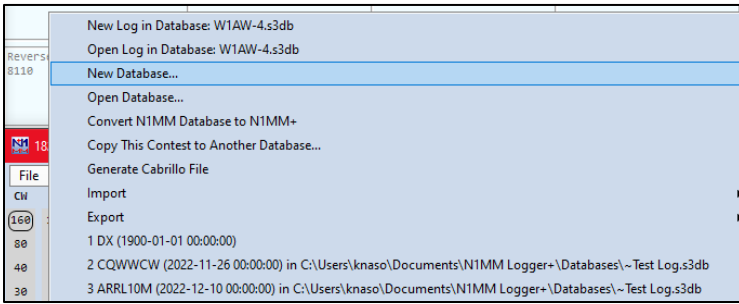 New Log in Database: W1AW-4.s3db
Open Log in Database: W1AW-4.s3db
New Database...
Open Database...
Convert N1MM Database to N1MM+
Copy This Contest to Another Database...
Generate Cabrillo File
Import
Export
1 DX (1900-01-01 00:00:00)
2 CQWWCW (2022-11-26 00:00:00) in C:\Users\knaso\Documents\N1MM Logger+\Databases\~Test Log.s3db
3 ARRL10M (2022-12-10 00:00:00) in C:\Users\knaso\Documents\N1MM Logger+\Databases\~Test Log.s3db
8110
N1
18
File
CW
160
80
40
30